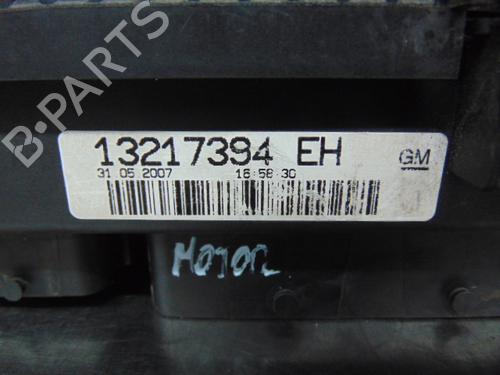 B-PARTS
13217394 EH
GM
31 05 2007 16:58 30
MOTOR